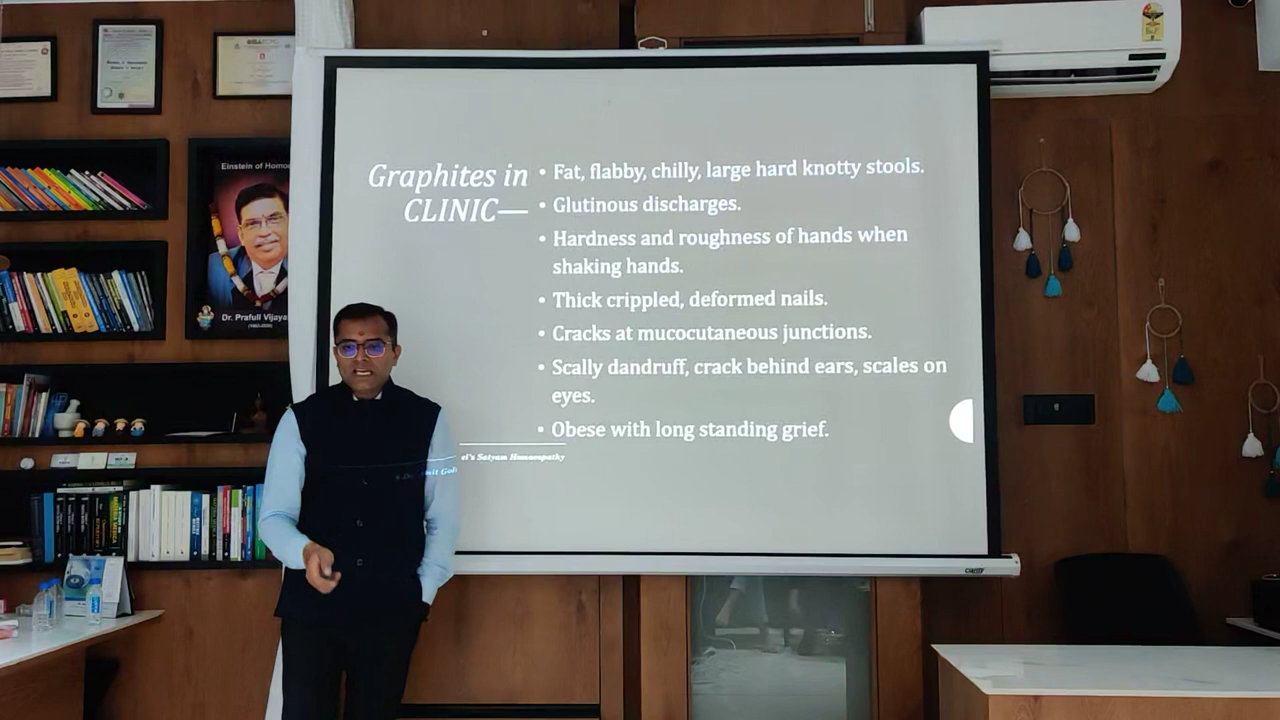 Einstein of Homo
Dr. Prafull Vijaya
Graphites in
CLINIC—
• Fat, flabby, chilly, large hard knotty stools.
• Glutinous discharges.
• Hardness and roughness of hands when
shaking hands.
• Thick crippled, deformed nails.
• Cracks at mucocutaneous junctions.
• Scally dandruff, crack behind ears, scales on
eyes.
• Obese with long standing grief.
el's Satyam Homoeopathy